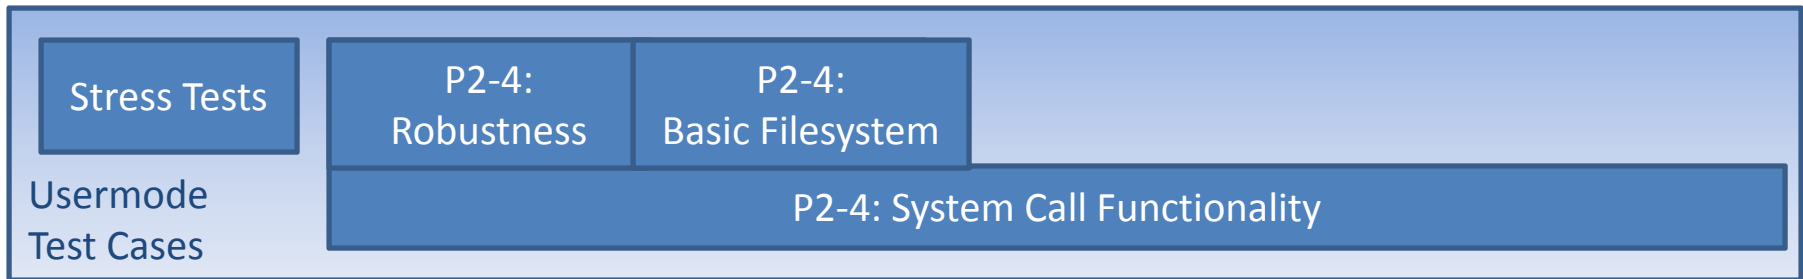 Stress Tests
P2-4:
Robustness
P2-4:
Basic Filesystem
Usermode
Test Cases
P2-4: System Call Functionality